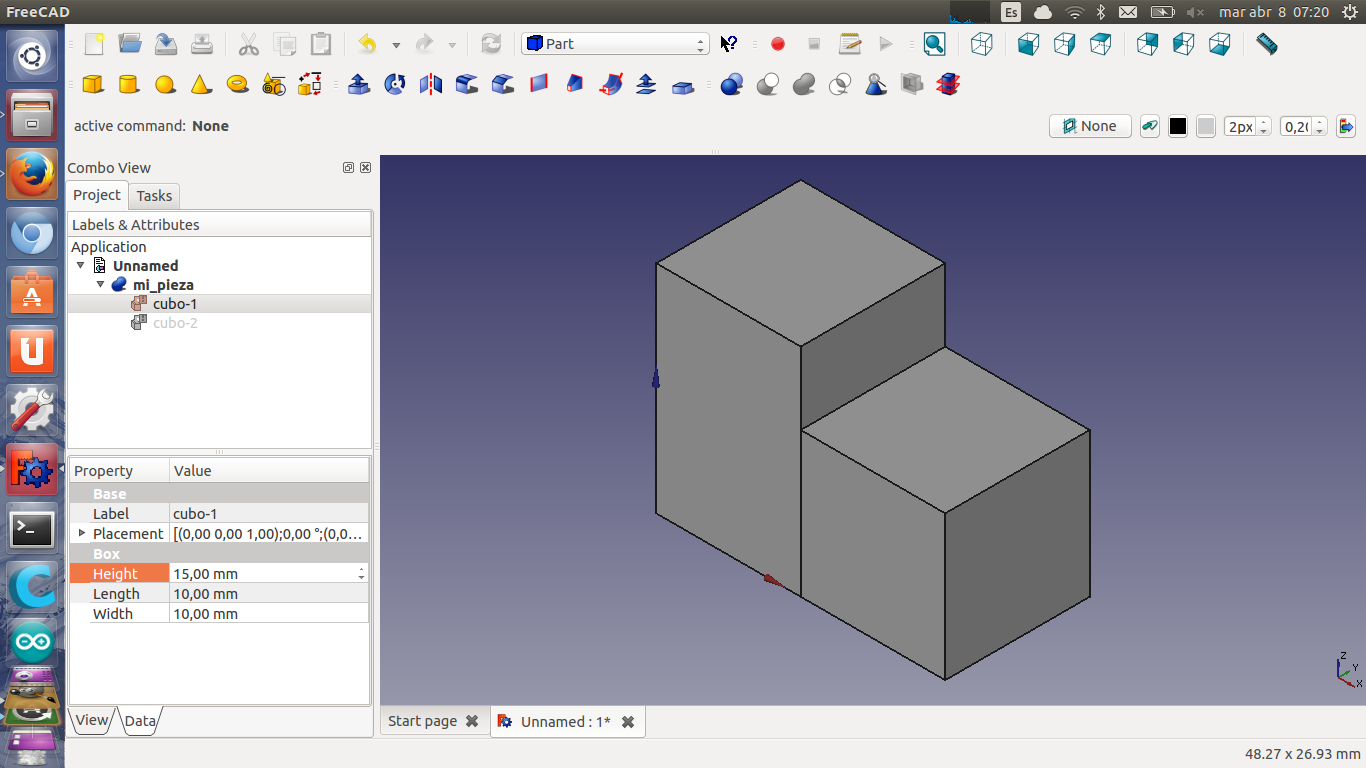 FreeCAD
Es
mar abr 8 07:20
Part
active command: None
None
2px
0,20
Combo View
Project
Tasks
Labels & Attributes
Application
Unnamed
mi_pieza
cubo-1
cubo-2
Property
Value
Base
Label
cubo-1
Placement
[(0,00 0,00 1,00);0,00 °;(0,0...
Box
Height
15,00 mm
Length
10,00 mm
Width
10,00 mm
Z
Y
X
View
Data
Start page
Unnamed : 1*
48.27 x 26.93 mm